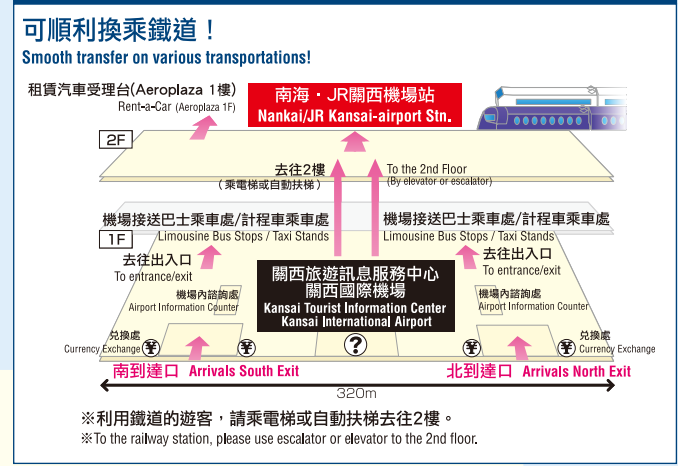 可順利換乘鐵道！
Smooth transfer on various transportations!
租賃汽車受理台(Aeroplaza 1樓)
Rent-a-Car (Aeroplaza 1F)
南海・JR關西機場站
Nankai/JR Kansai-airport Stn.
2F
去往2樓
（乘電梯或自動扶梯）
To the 2nd Floor
(By elevator or escalator)
機場接送巴士乘車處/計程車乘車處
Limousine Bus Stops / Taxi Stands
機場接送巴士乘車處/計程車乘車處
Limousine Bus Stops / Taxi Stands
1F
去往出入口
To entrance/exit
去往出入口
To entrance/exit
關西旅遊訊息服務中心
關西國際機場
Kansai Tourist Information Center
Kansai International Airport
機場內諮詢處
Airport Information Counter
機場內諮詢處
Airport Information Counter
兌換處
Currency Exchange
¥
¥
?
¥
¥
兌換處
Currency Exchange
南到達口 Arrivals South Exit
北到達口 Arrivals North Exit
320m
※利用鐵道的遊客，請乘電梯或自動扶梯去往2樓。
※To the railway station, please use escalator or elevator to the 2nd floor.